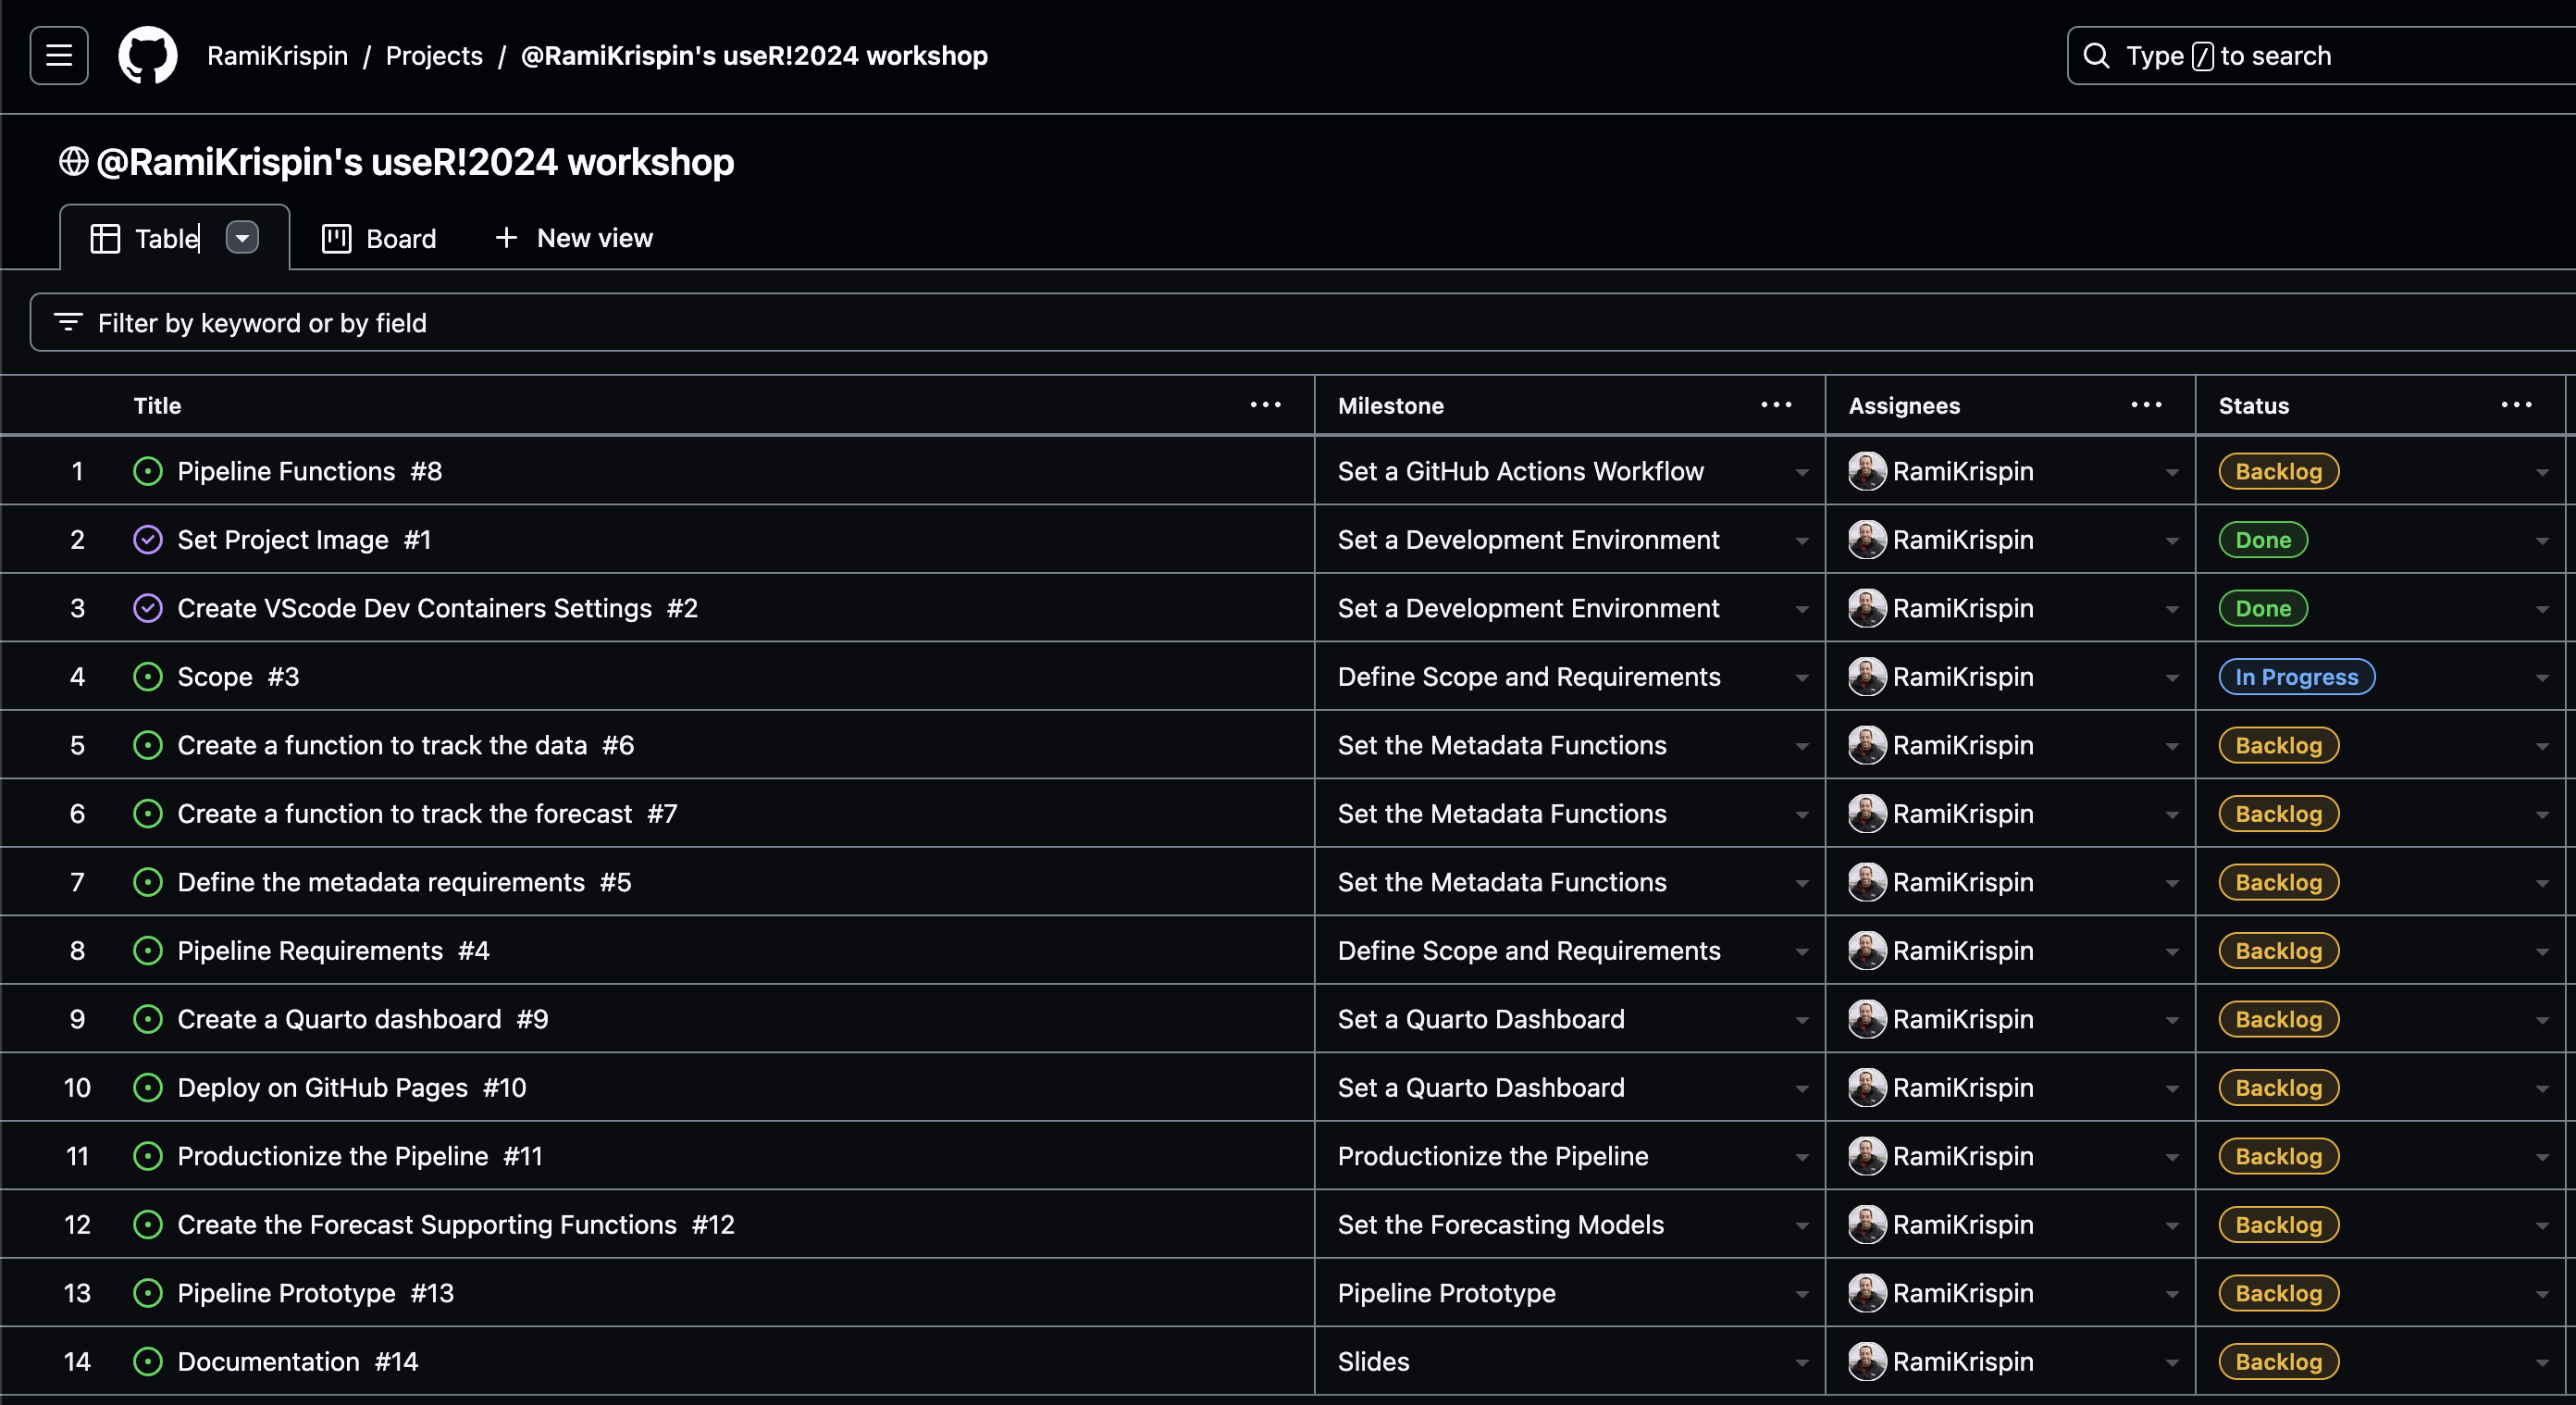 RamiKrispin / Projects / @RamiKrispin's useR!2024 workshop
Type / to search
@RamiKrispin's useR!2024 workshop
Table Board + New view
Filter by keyword or by field
Title ... Milestone ... Assignees ... Status ...
1 Pipeline Functions #8 Set a GitHub Actions Workflow RamiKrispin Backlog
2 Set Project Image #1 Set a Development Environment RamiKrispin Done
3 Create VScode Dev Containers Settings #2 Set a Development Environment RamiKrispin Done
4 Scope #3 Define Scope and Requirements RamiKrispin In Progress
5 Create a function to track the data #6 Set the Metadata Functions RamiKrispin Backlog
6 Create a function to track the forecast #7 Set the Metadata Functions RamiKrispin Backlog
7 Define the metadata requirements #5 Set the Metadata Functions RamiKrispin Backlog
8 Pipeline Requirements #4 Define Scope and Requirements RamiKrispin Backlog
9 Create a Quarto dashboard #9 Set a Quarto Dashboard RamiKrispin Backlog
10 Deploy on GitHub Pages #10 Set a Quarto Dashboard RamiKrispin Backlog
11 Productionize the Pipeline #11 Productionize the Pipeline RamiKrispin Backlog
12 Create the Forecast Supporting Functions #12 Set the Forecasting Models RamiKrispin Backlog
13 Pipeline Prototype #13 Pipeline Prototype RamiKrispin Backlog
14 Documentation #14 Slides RamiKrispin Backlog